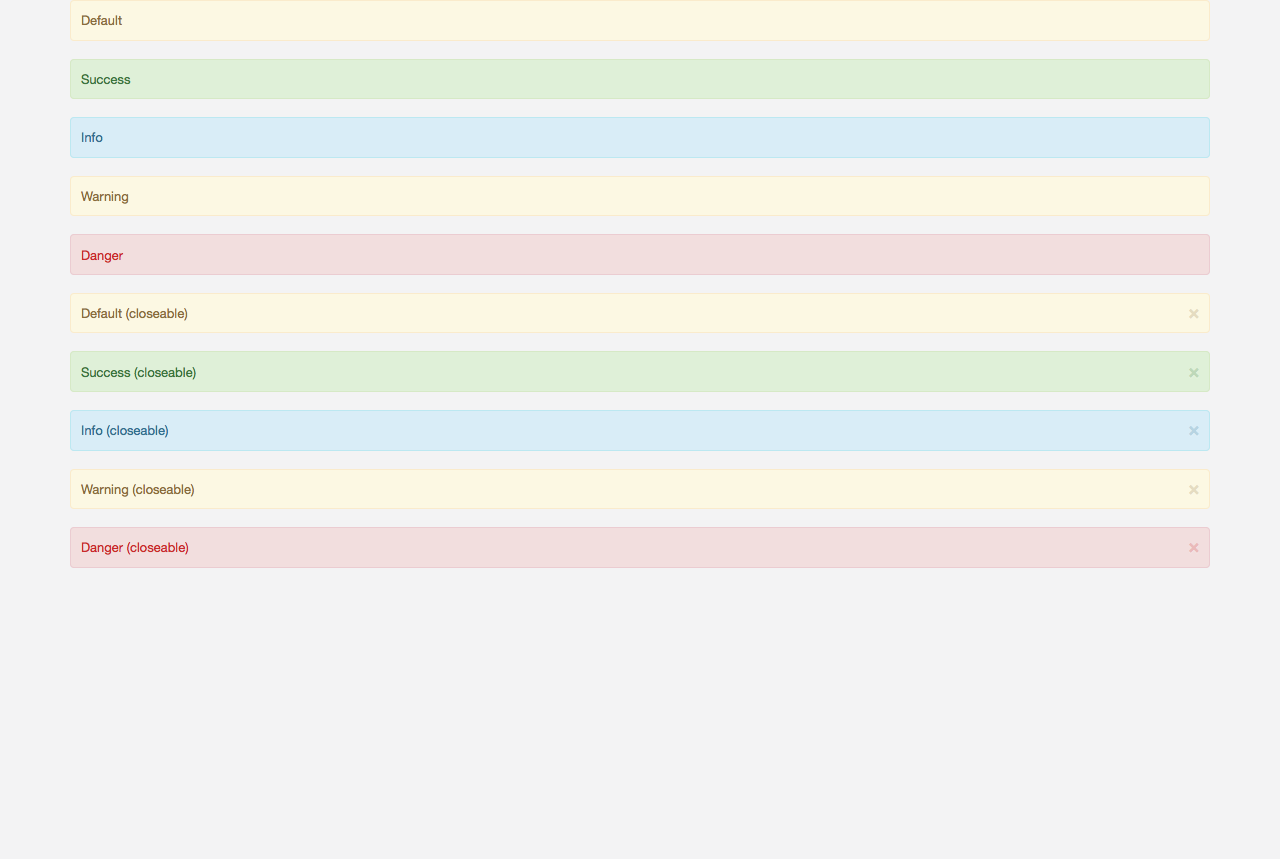 Default
Success
Info
Warning
Danger
Default (closeable) ×
Success (closeable) ×
Info (closeable) ×
Warning (closeable) ×
Danger (closeable) ×